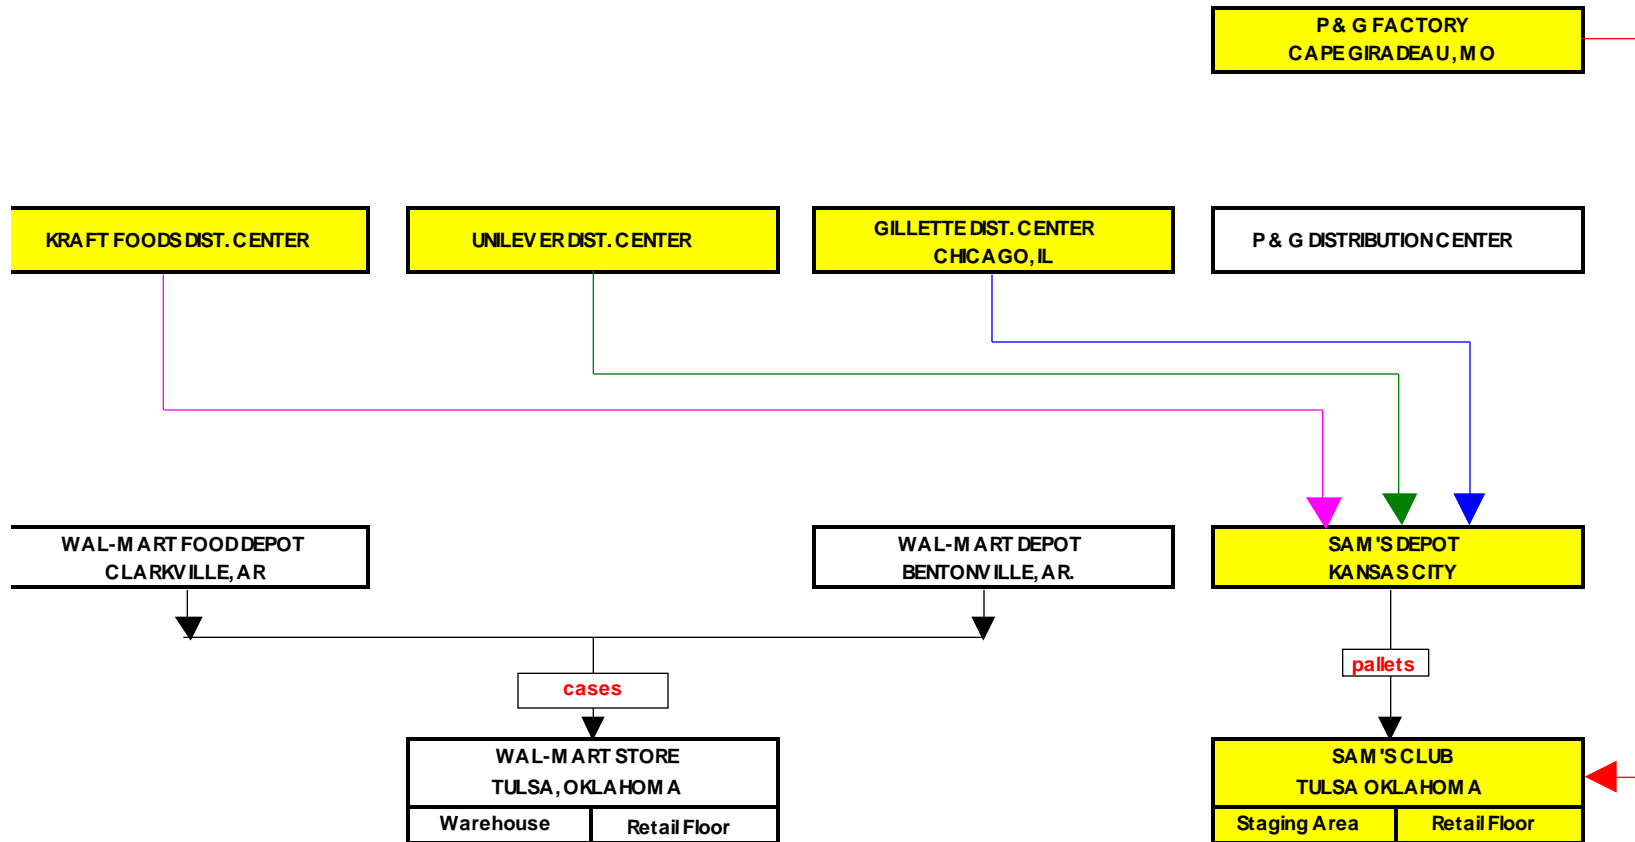 P & G FACTORY
CAPE GIRADEAU, MO
KRAFT FOODS DIST. CENTER
UNILEVER DIST. CENTER
GILLETTE DIST. CENTER
CHICAGO, IL
P & G DISTRIBUTION CENTER
WAL-MART FOOD DEPOT
CLARKVILLE, AR
WAL-MART DEPOT
BENTONVILLE, AR.
SAM'S DEPOT
KANSAS CITY
cases
pallets
WAL-MART STORE
TULSA, OKLAHOMA
Warehouse
Retail Floor
SAM'S CLUB
TULSA OKLAHOMA
Staging Area
Retail Floor